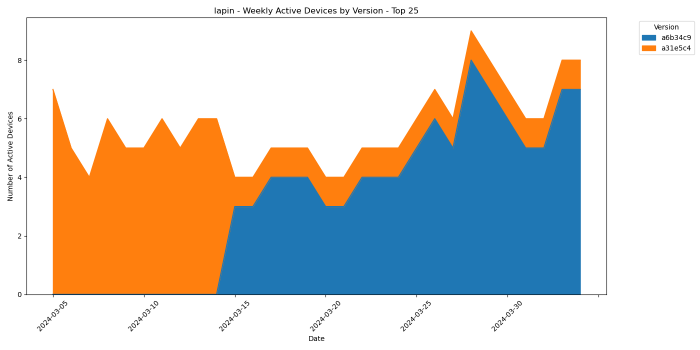 lapin - Weekly Active Devices by Version - Top 25
Version
a6b34c9
a31e5c4
Number of Active Devices
8
6
4
2
0
2024-03-05
2024-03-10
2024-03-15
2024-03-20
2024-03-25
2024-03-30
Date